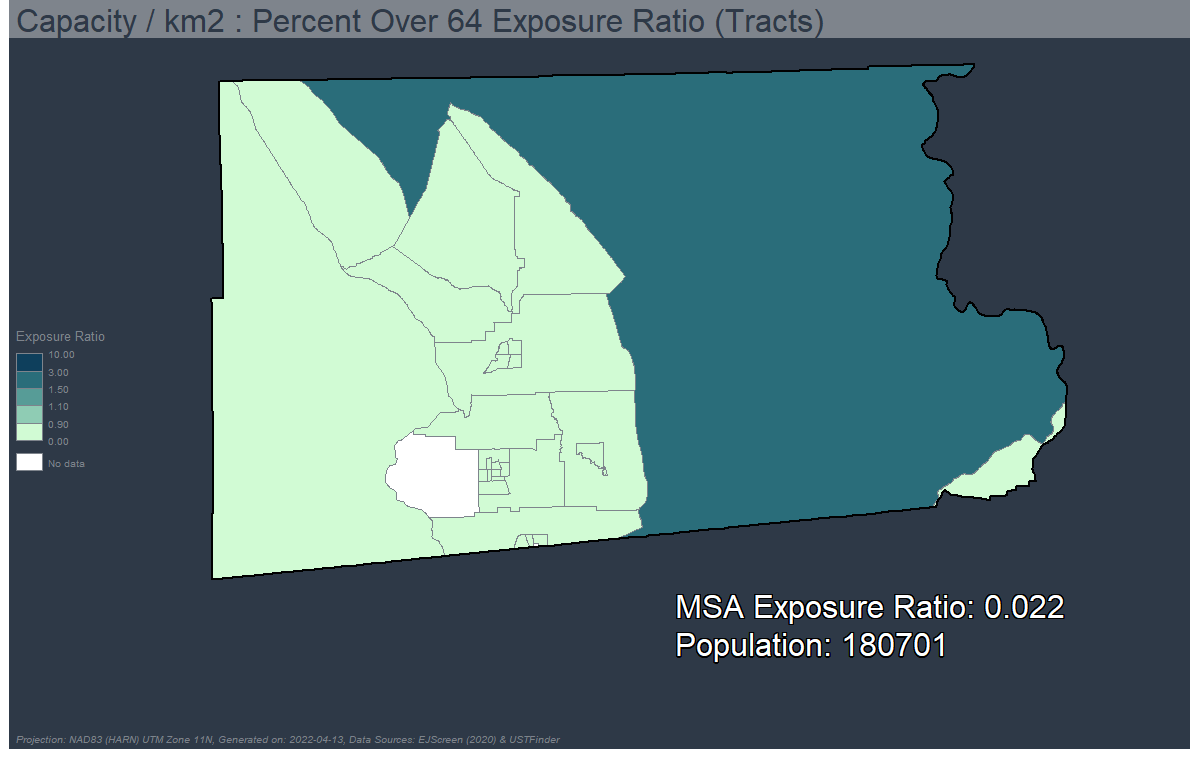 Capacity / km2 : Percent Over 64 Exposure Ratio (Tracts)
Exposure Ratio
10.00
3.00
1.50
1.10
0.90
0.00
No data
MSA Exposure Ratio: 0.022
Population: 180701
Projection: NAD83 (HARN) UTM Zone 11N, Generated on: 2022-04-13, Data Sources: EJScreen (2020) & USTFinder